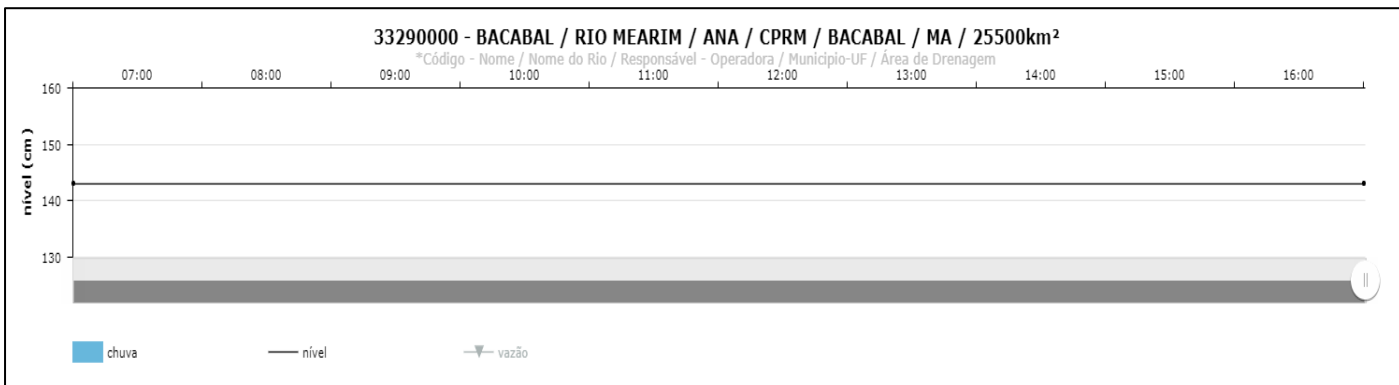 33290000 - BACABAL / RIO MEARIM / ANA / CPRM / BACABAL / MA / 25500km²
*Código - Nome / Nome do Rio / Responsável - Operadora / Municipio-UF / Área de Drenagem
07:00 08:00 09:00 10:00 11:00 12:00 13:00 14:00 15:00 16:00
160
150
140
130
nível (cm)
chuva nível vazão